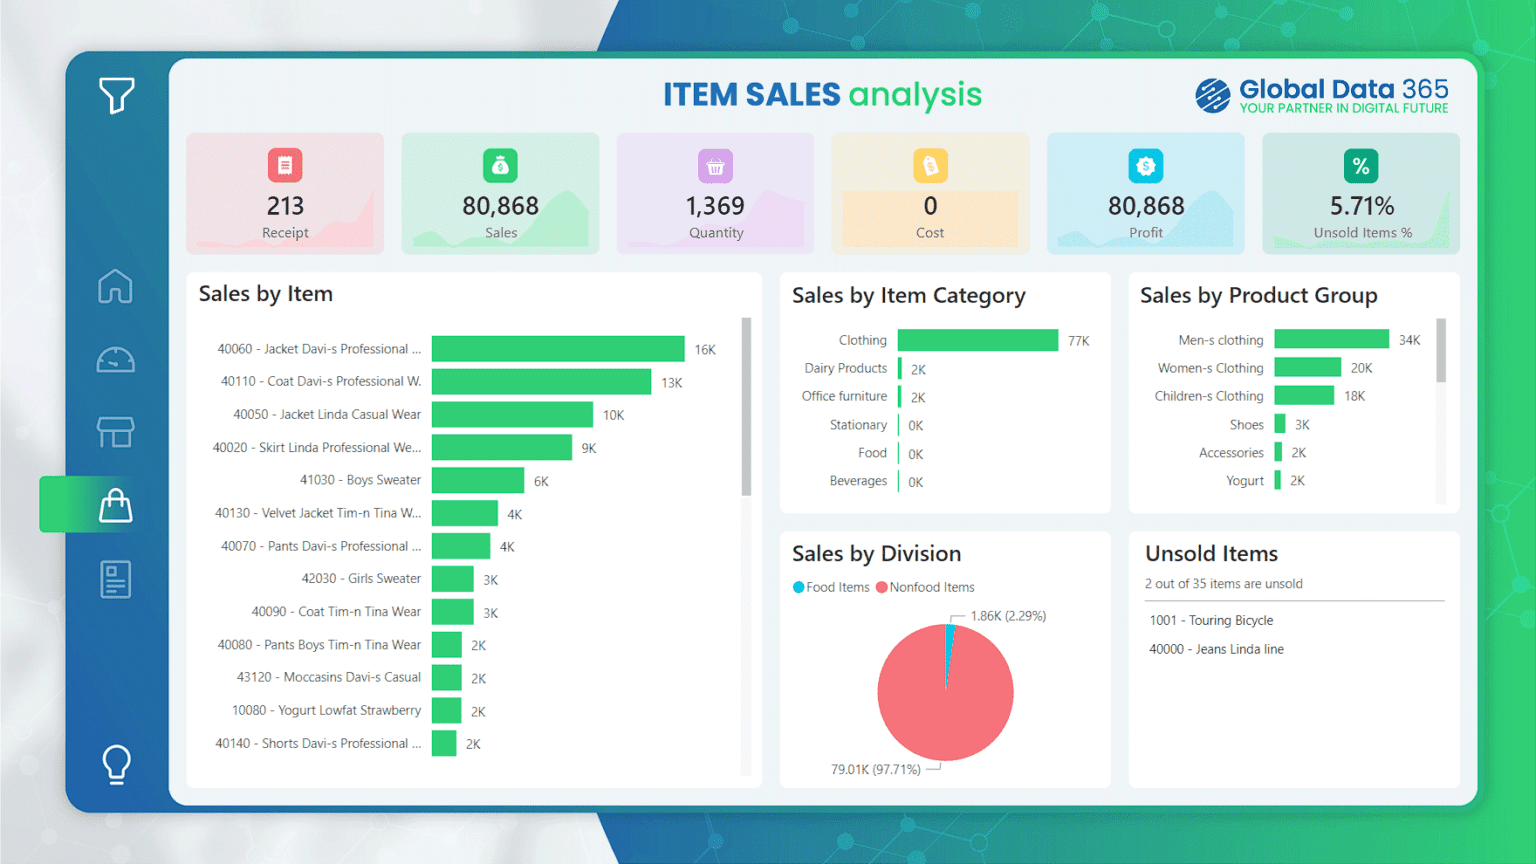 ITEM SALES analysis
Global Data 365
YOUR PARTNER IN DIGITAL FUTURE
213
Receipt
80,868
Sales
1,369
Quantity
0
Cost
80,868
Profit
%
5.71%
Unsold Items %
Sales by Item
40060 - Jacket Davi-s Professional ... 16K
40110 - Coat Davi-s Professional W. 13K
40050 - Jacket Linda Casual Wear 10K
40020 - Skirt Linda Professional We... 9K
41030 - Boys Sweater 6K
40130 - Velvet Jacket Tim-n Tina W... 4K
40070 - Pants Davi-s Professional ... 4K
42030 - Girls Sweater 3K
40090 - Coat Tim-n Tina Wear 3K
40080 - Pants Boys Tim-n Tina Wear 2K
43120 - Moccasins Davi-s Casual 2K
10080 - Yogurt Lowfat Strawberry 2K
40140 - Shorts Davi-s Professional ... 2K
Sales by Item Category
Clothing 77K
Dairy Products 2K
Office furniture 2K
Stationary 0K
Food 0K
Beverages 0K
Sales by Product Group
Men-s clothing 34K
Women-s Clothing 20K
Children-s Clothing 18K
Shoes 3K
Accessories 2K
Yogurt 2K
Sales by Division
Food Items Nonfood Items
1.86K (2.29%)
79.01K (97.71%)
Unsold Items
2 out of 35 items are unsold
1001 - Touring Bicycle
40000 - Jeans Linda line